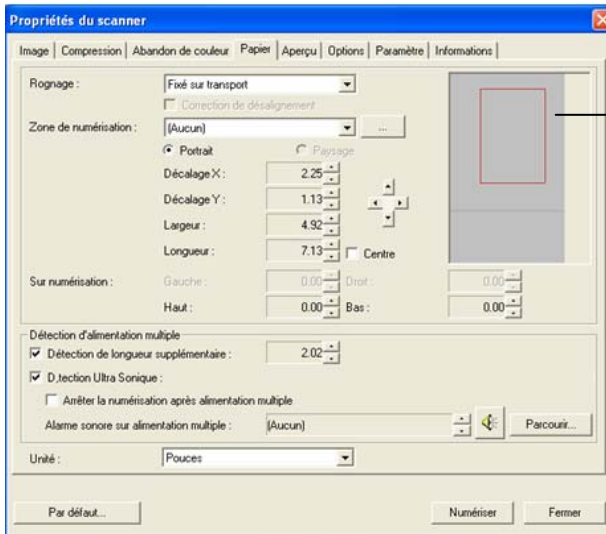 Propriétés du scanner
Image Compression Abandon de couleur Papier Aperçu Options Paramètre Informations
Rognage : Fixé sur transport
Correction de désalignement
Zone de numérisation : (Aucun) ...
Portrait Paysage
Décalage X : 2.25
Décalage Y : 1.13
Largeur : 4.92
Longueur : 7.13 Centre
Sur numérisation : Gauche : 0.00 Droit : 0.00
Haut : 0.00 Bas : 0.00
Détection d'alimentation multiple
Détection de longueur supplémentaire : 2.02
D,tection Ultra Sonique :
Arrêter la numérisation après alimentation multiple
Alarme sonore sur alimentation multiple : (Aucun) Parcourir...
Unité : Pouces
Par défaut... Numériser Fermer